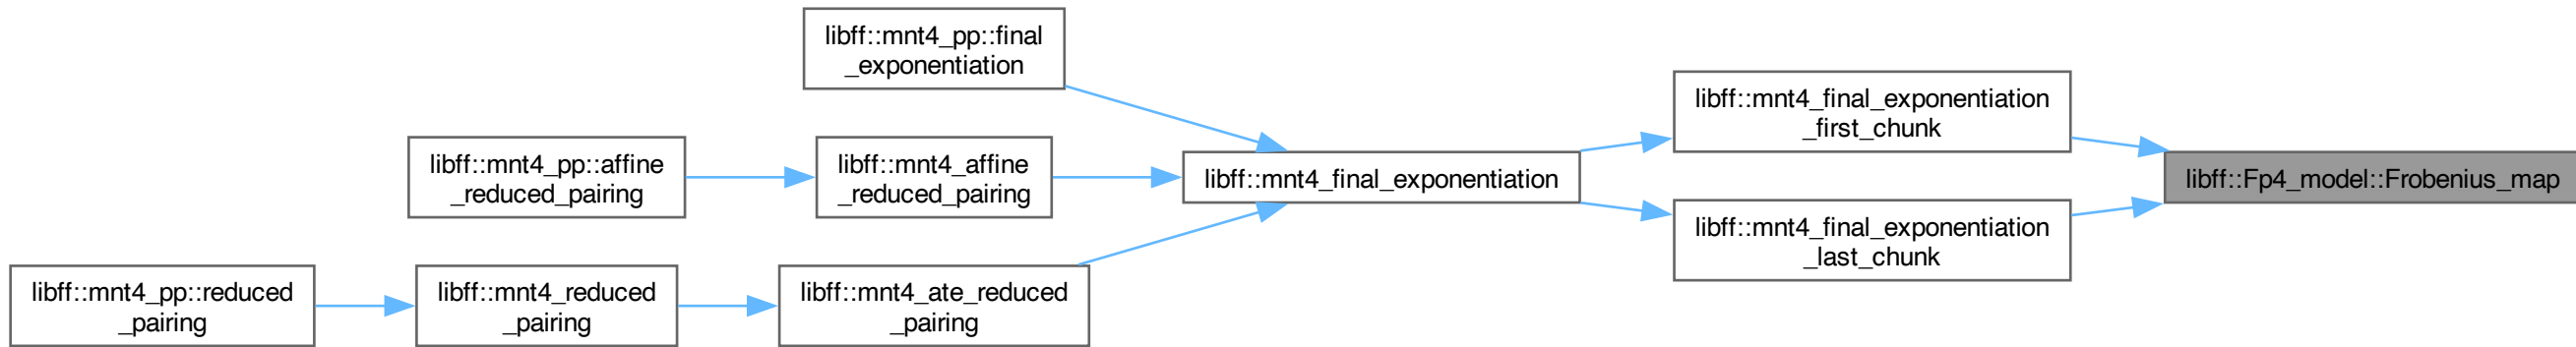 libff::mnt4_pp::final
_exponentiation
libff::mnt4_pp::affine
_reduced_pairing
libff::mnt4_affine
_reduced_pairing
libff::mnt4_pp::reduced
_pairing
libff::mnt4_reduced
_pairing
libff::mnt4_ate_reduced
_pairing
libff::mnt4_final_exponentiation
libff::mnt4_final_exponentiation
_first_chunk
libff::mnt4_final_exponentiation
_last_chunk
libff::Fp4_model::Frobenius_map